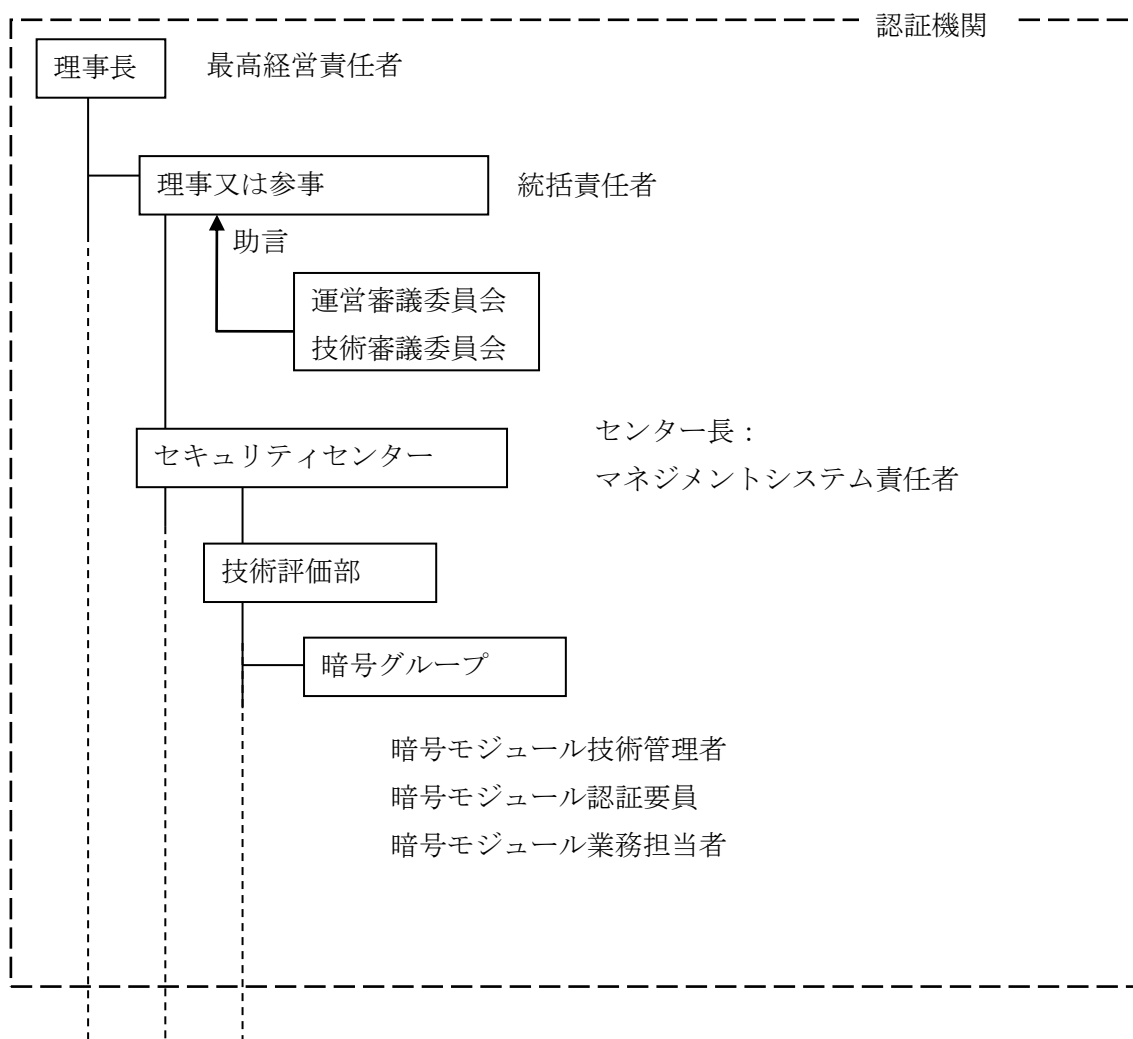 認証機関
理事長
最高経営責任者
理事又は参事
統括責任者
助言
運営審議委員会
技術審議委員会
セキュリティセンター
センター長：
マネジメントシステム責任者
技術評価部
暗号グループ
暗号モジュール技術管理者
暗号モジュール認証要員
暗号モジュール業務担当者